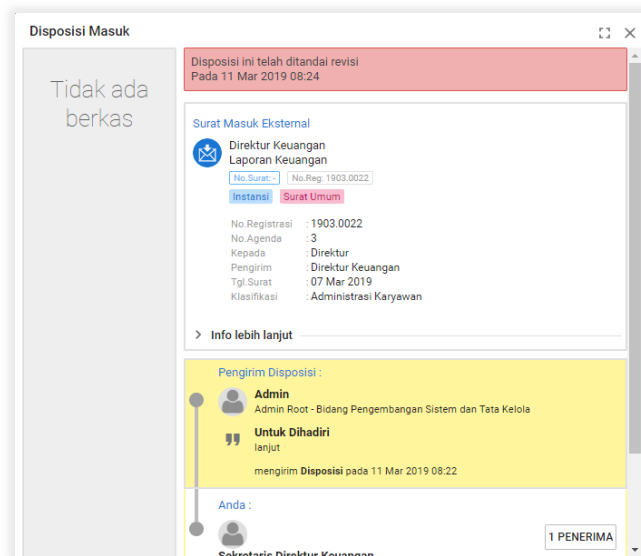 Disposisi Masuk
Tidak ada
berkas
Disposisi ini telah ditandai revisi
Pada 11 Mar 2019 08:24
Surat Masuk Eksternal
Direktur Keuangan
Laporan Keuangan
No.Surat: - No.Reg: 1903.0022
Instansi Surat Umum
No.Registrasi : 1903.0022
No.Agenda : 3
Kepada : Direktur
Pengirim : Direktur Keuangan
Tgl.Surat : 07 Mar 2019
Klasifikasi : Administrasi Karyawan
Info lebih lanjut
Pengirim Disposisi :
Admin
Admin Root - Bidang Pengembangan Sistem dan Tata Kelola
Untuk Dihadiri
lanjut
mengirim Disposisi pada 11 Mar 2019 08:22
Anda :
1 PENERIMA
Sekretaris Direktur Keuangan